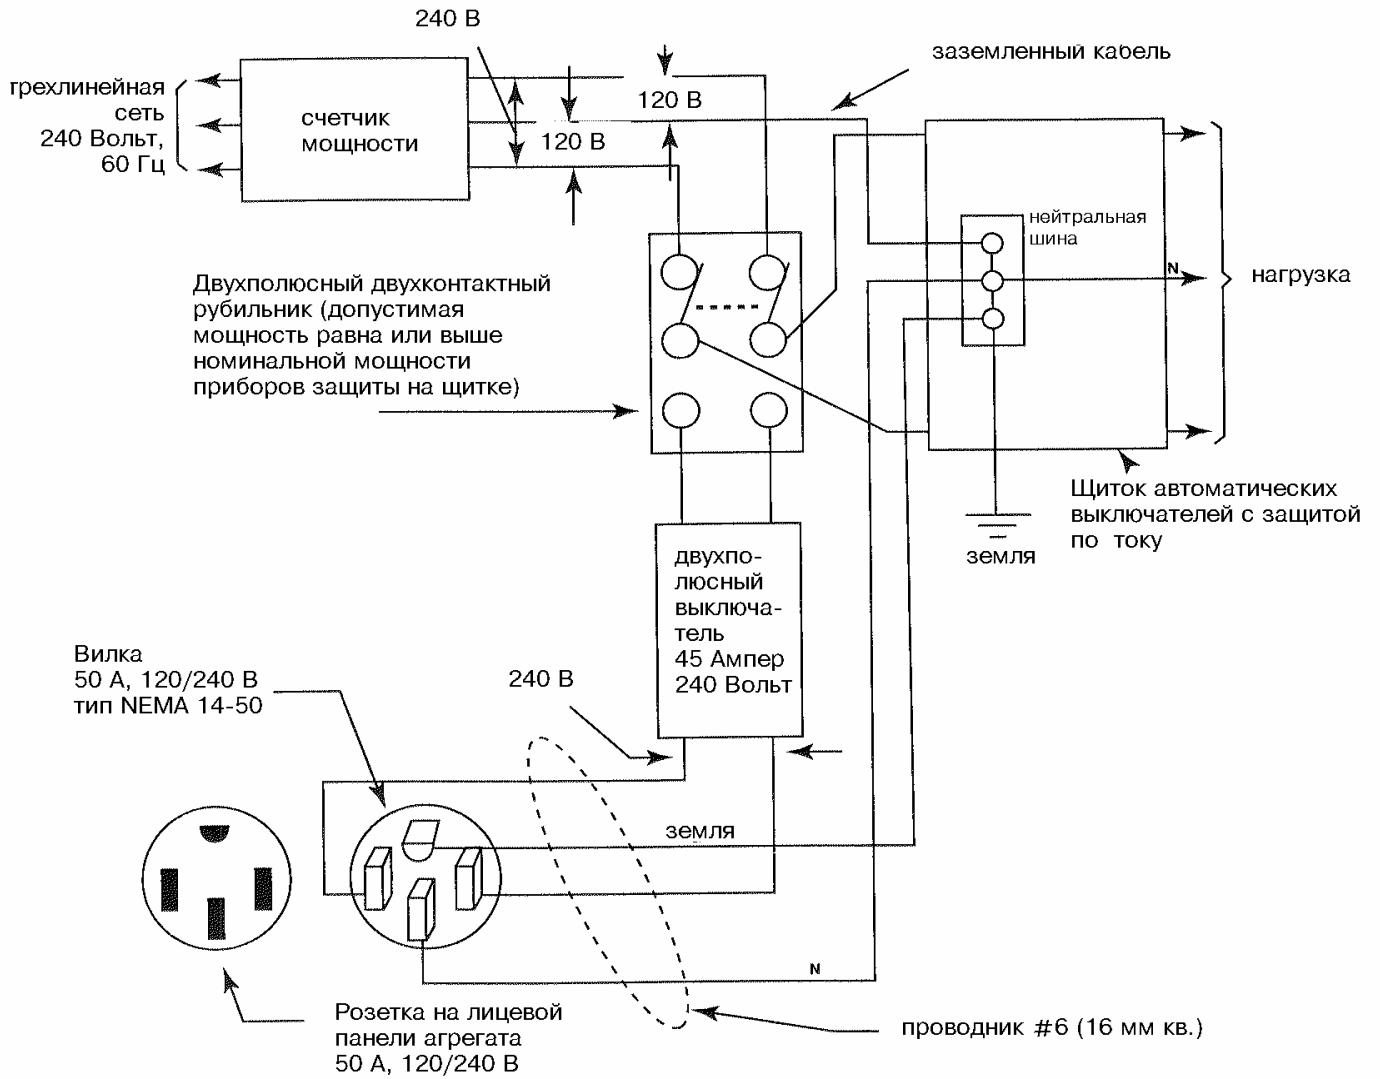 240 В
заземленный кабель
трехлинейная
сеть
240 Вольт,
60 Гц
счетчик
мощности
120 В
120 В
нейтральная
шина
N
нагрузка
Двухполюсный двухконтактный
рубильник (допустимая
мощность равна или выше
номинальной мощности
приборов защиты на щитке)
Щиток автоматических
выключателей с защитой
по току
земля
двухпо-
люсный
выключа-
тель
45 Ампер
240 Вольт
Вилка
50 А, 120/240 В
тип NEMA 14-50
240 В
земля
N
Розетка на лицевой
панели агрегата
50 А, 120/240 В
проводник #6 (16 мм кв.)